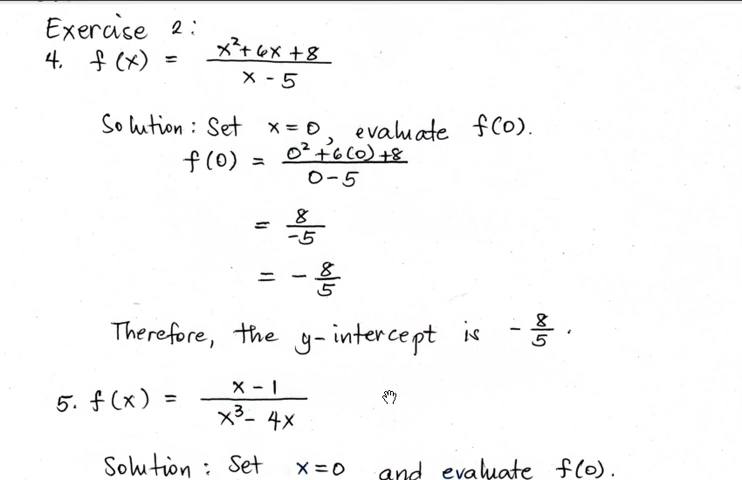 Exercise 2:
4. f(x) = x²+6x+8 / x-5
Solution: Set x=0, evaluate f(0).
f(0) = 0²+6(0)+8 / 0-5
= 8 / -5
= - 8/5
Therefore, the y-intercept is - 8/5.
5. f(x) = x-1 / x³-4x
Solution: Set x=0 and evaluate f(0).